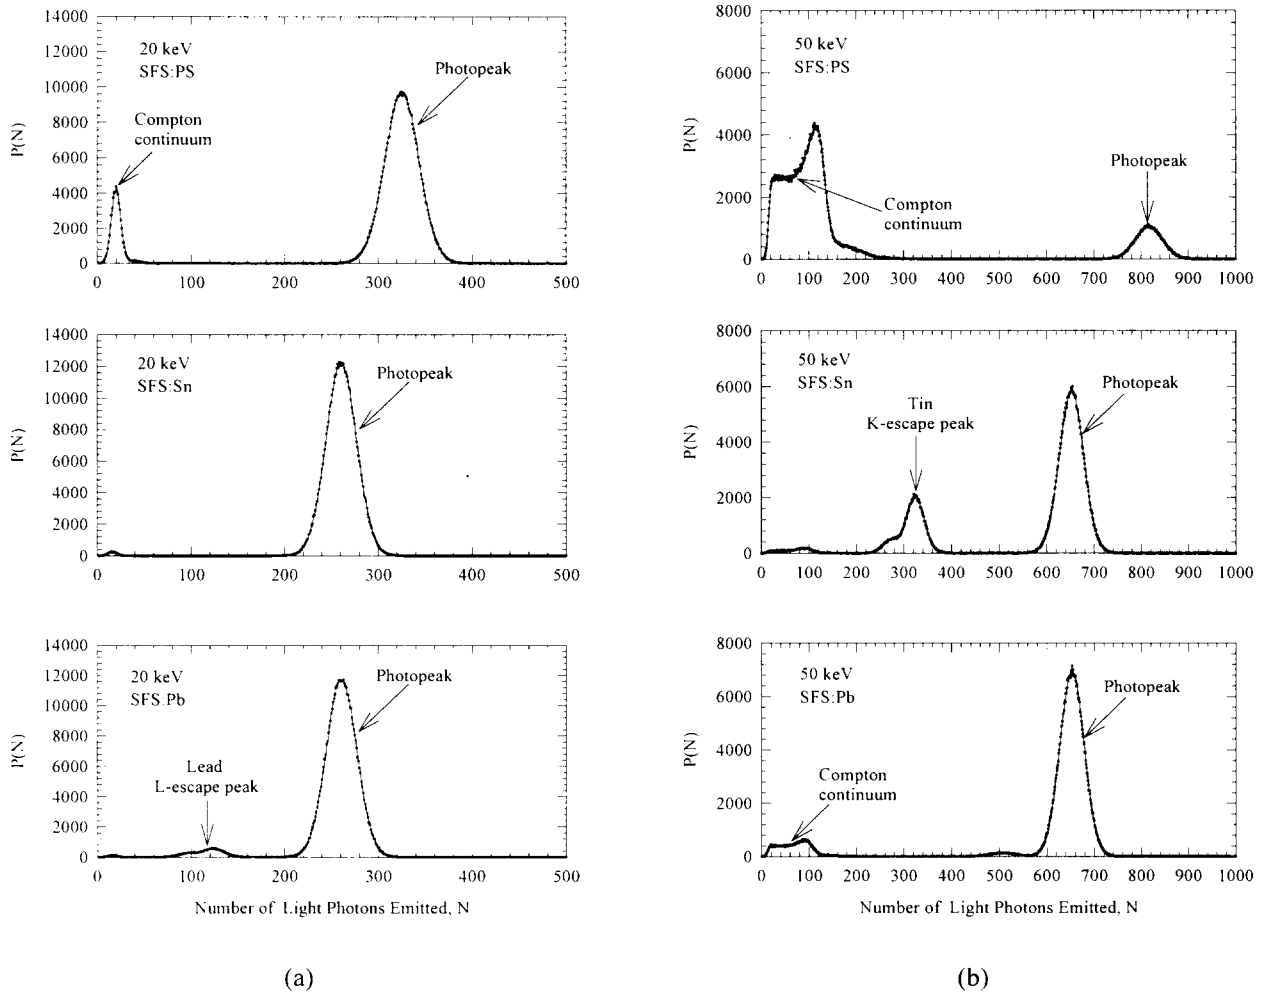 14000
12000
10000
8000
6000
4000
2000
0
P(N)
20 keV
SFS:PS
Compton
continuum
Photopeak
0 100 200 300 400 500
8000
6000
4000
2000
0
P(N)
50 keV
SFS:PS
Compton
continuum
Photopeak
0 100 200 300 400 500 600 700 800 900 1000
14000
12000
10000
8000
6000
4000
2000
0
P(N)
20 keV
SFS:Sn
Photopeak
0 100 200 300 400 500
8000
6000
4000
2000
0
P(N)
50 keV
SFS:Sn
Tin
K-escape peak
Photopeak
0 100 200 300 400 500 600 700 800 900 1000
14000
12000
10000
8000
6000
4000
2000
0
P(N)
20 keV
SFS:Pb
Lead
L-escape peak
Photopeak
0 100 200 300 400 500
Number of Light Photons Emitted, N
8000
6000
4000
2000
0
P(N)
50 keV
SFS:Pb
Compton
continuum
Photopeak
0 100 200 300 400 500 600 700 800 900 1000
Number of Light Photons Emitted, N
(a)
(b)